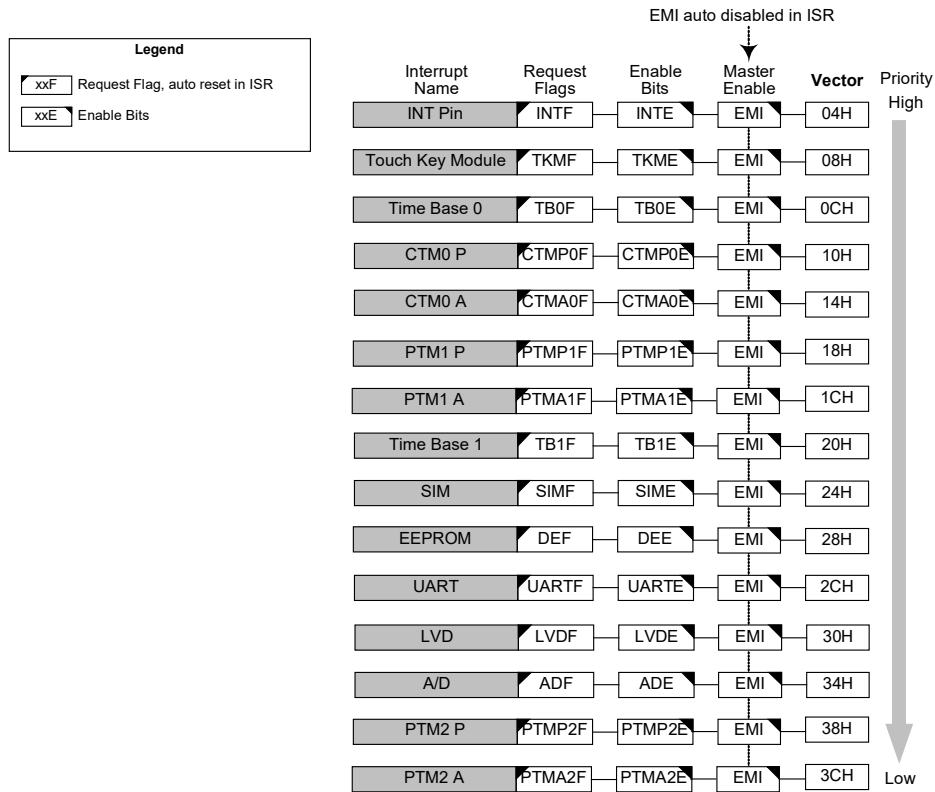 EMI auto disabled in ISR
Legend
xxF Request Flag, auto reset in ISR
xxE Enable Bits
Interrupt Name Request Flags Enable Bits Master Enable Vector Priority
High
INT Pin INTF INTE EMI 04H
Touch Key Module TKMF TKME EMI 08H
Time Base 0 TB0F TB0E EMI 0CH
CTM0 P CTMP0F CTMP0E EMI 10H
CTM0 A CTMA0F CTMA0E EMI 14H
PTM1 P PTMP1F PTMP1E EMI 18H
PTM1 A PTMA1F PTMA1E EMI 1CH
Time Base 1 TB1F TB1E EMI 20H
SIM SIMF SIME EMI 24H
EEPROM DEF DEE EMI 28H
UART UARTF UARTE EMI 2CH
LVD LVDF LVDE EMI 30H
A/D ADF ADE EMI 34H
PTM2 P PTMP2F PTMP2E EMI 38H
PTM2 A PTMA2F PTMA2E EMI 3CH Low